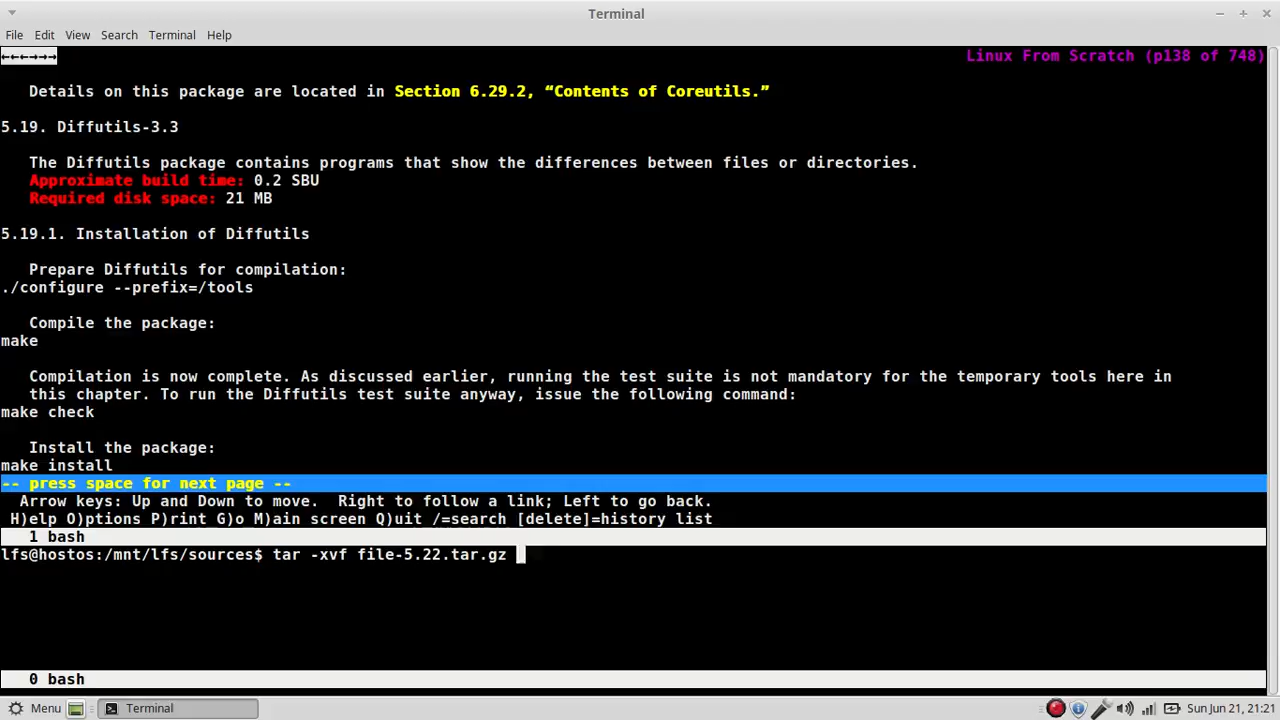 Terminal
File Edit View Search Terminal Help
←←←→→→ Linux From Scratch (p138 of 748)
Details on this package are located in Section 6.29.2, “Contents of Coreutils.”
5.19. Diffutils-3.3
The Diffutils package contains programs that show the differences between files or directories.
Approximate build time: 0.2 SBU
Required disk space: 21 MB
5.19.1. Installation of Diffutils
Prepare Diffutils for compilation:
./configure --prefix=/tools
Compile the package:
make
Compilation is now complete. As discussed earlier, running the test suite is not mandatory for the temporary tools here in
this chapter. To run the Diffutils test suite anyway, issue the following command:
make check
Install the package:
make install
-- press space for next page --
Arrow keys: Up and Down to move. Right to follow a link; Left to go back.
H)elp O)ptions P)rint G)o M)ain screen Q)uit /=search [delete]=history list
1 bash
lfs@hostos:/mnt/lfs/sources$ tar -xvf file-5.22.tar.gz
0 bash
Menu Terminal Sun Jun 21, 21:21